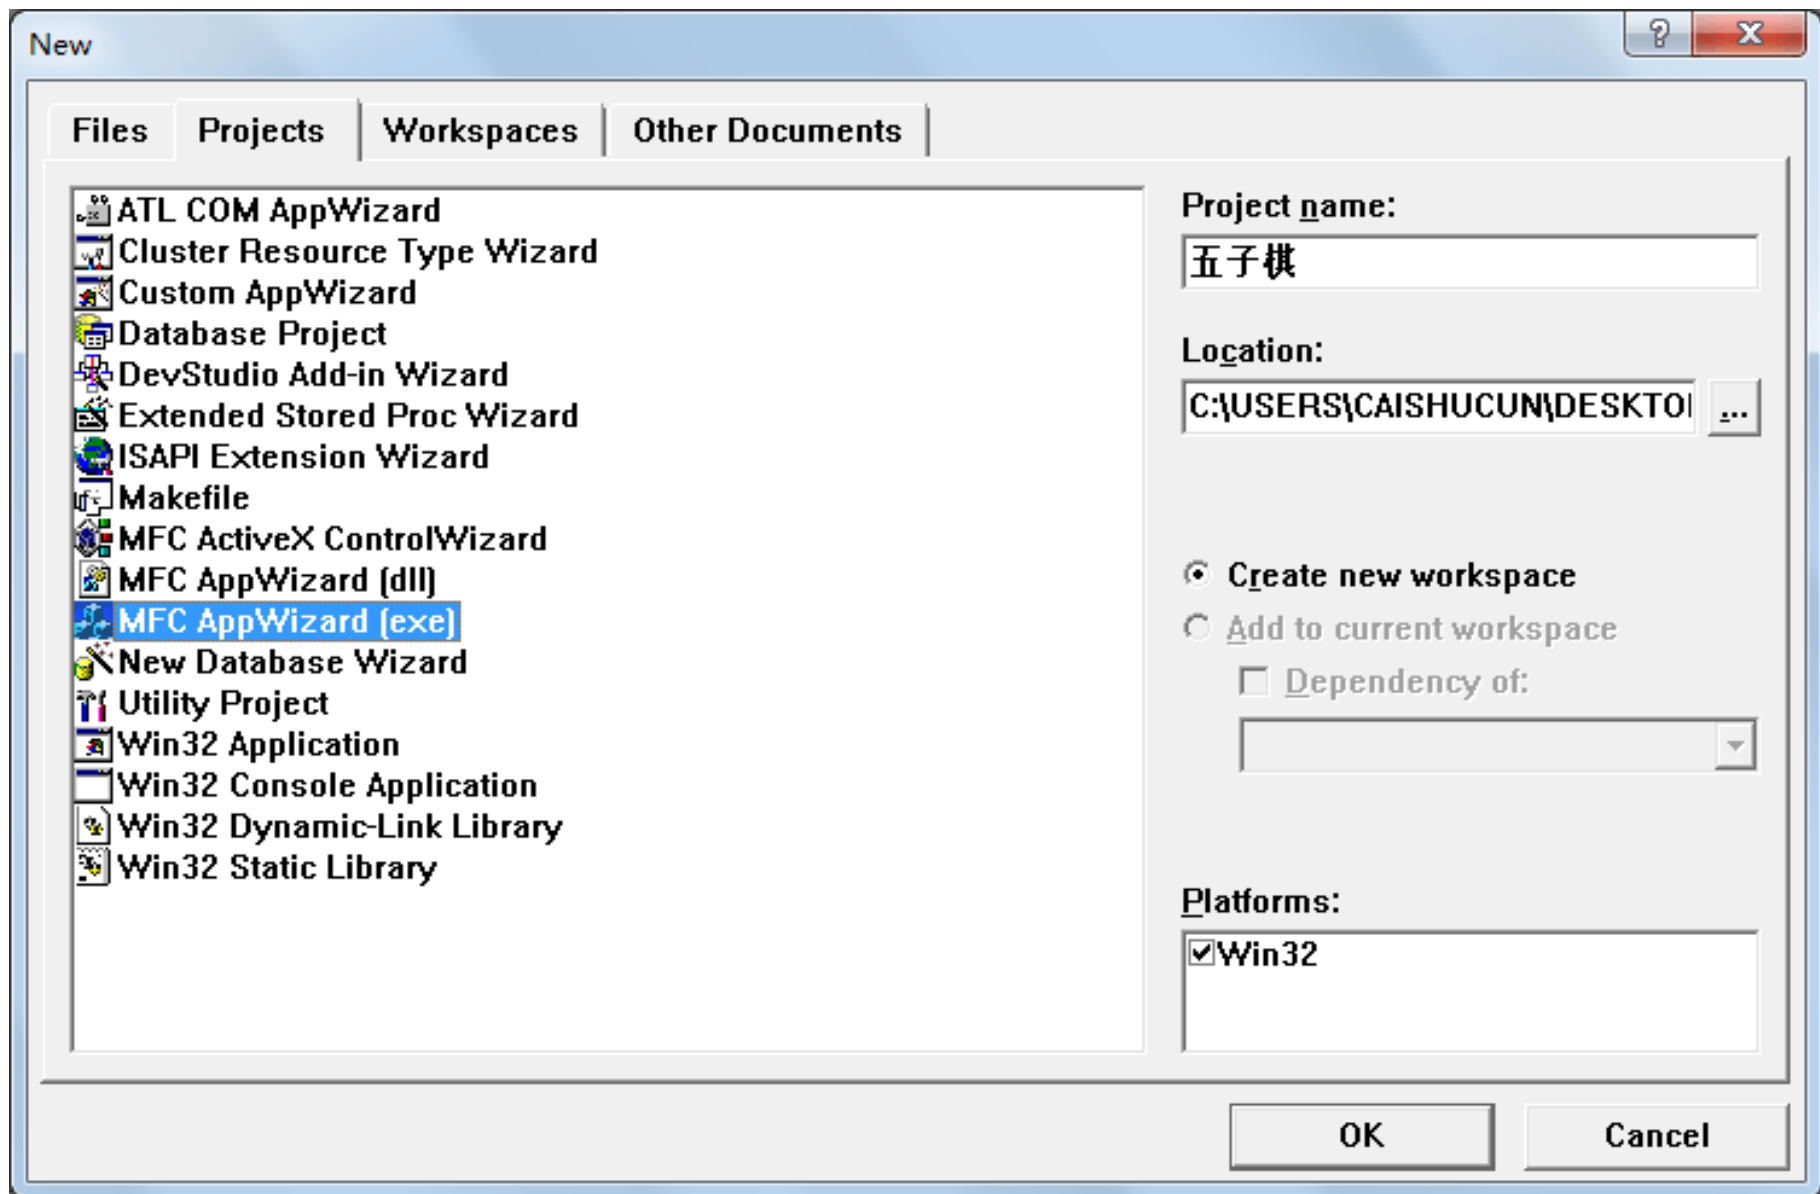 New
Files Projects Workspaces Other Documents
ATL COM AppWizard
Cluster Resource Type Wizard
Custom AppWizard
Database Project
DevStudio Add-in Wizard
Extended Stored Proc Wizard
ISAPI Extension Wizard
Makefile
MFC ActiveX ControlWizard
MFC AppWizard (dll)
MFC AppWizard (exe)
New Database Wizard
Utility Project
Win32 Application
Win32 Console Application
Win32 Dynamic-Link Library
Win32 Static Library
Project name:
五子棋
Location:
C:\USERS\CAISHUCUN\DESKTO
...
Create new workspace
Add to current workspace
Dependency of:
Platforms:
Win32
OK Cancel